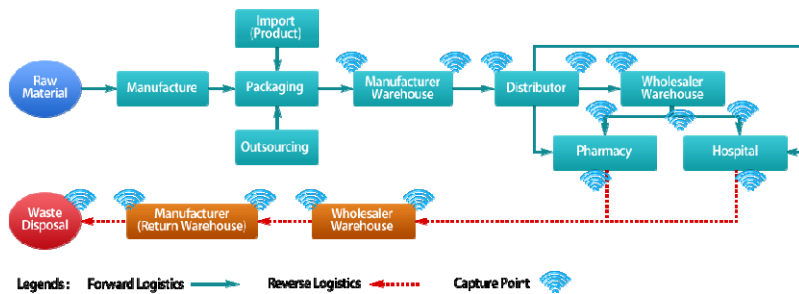 Import
(Product)
Raw
Material
Manufacture
Packaging
Manufacturer
Warehouse
Distributor
Wholesaler
Warehouse
Outsourcing
Pharmacy
Hospital
Waste
Disposal
Manufacturer
(Return Warehouse)
Wholesaler
Warehouse
Legends : Forward Logistics Reverse Logistics Capture Point